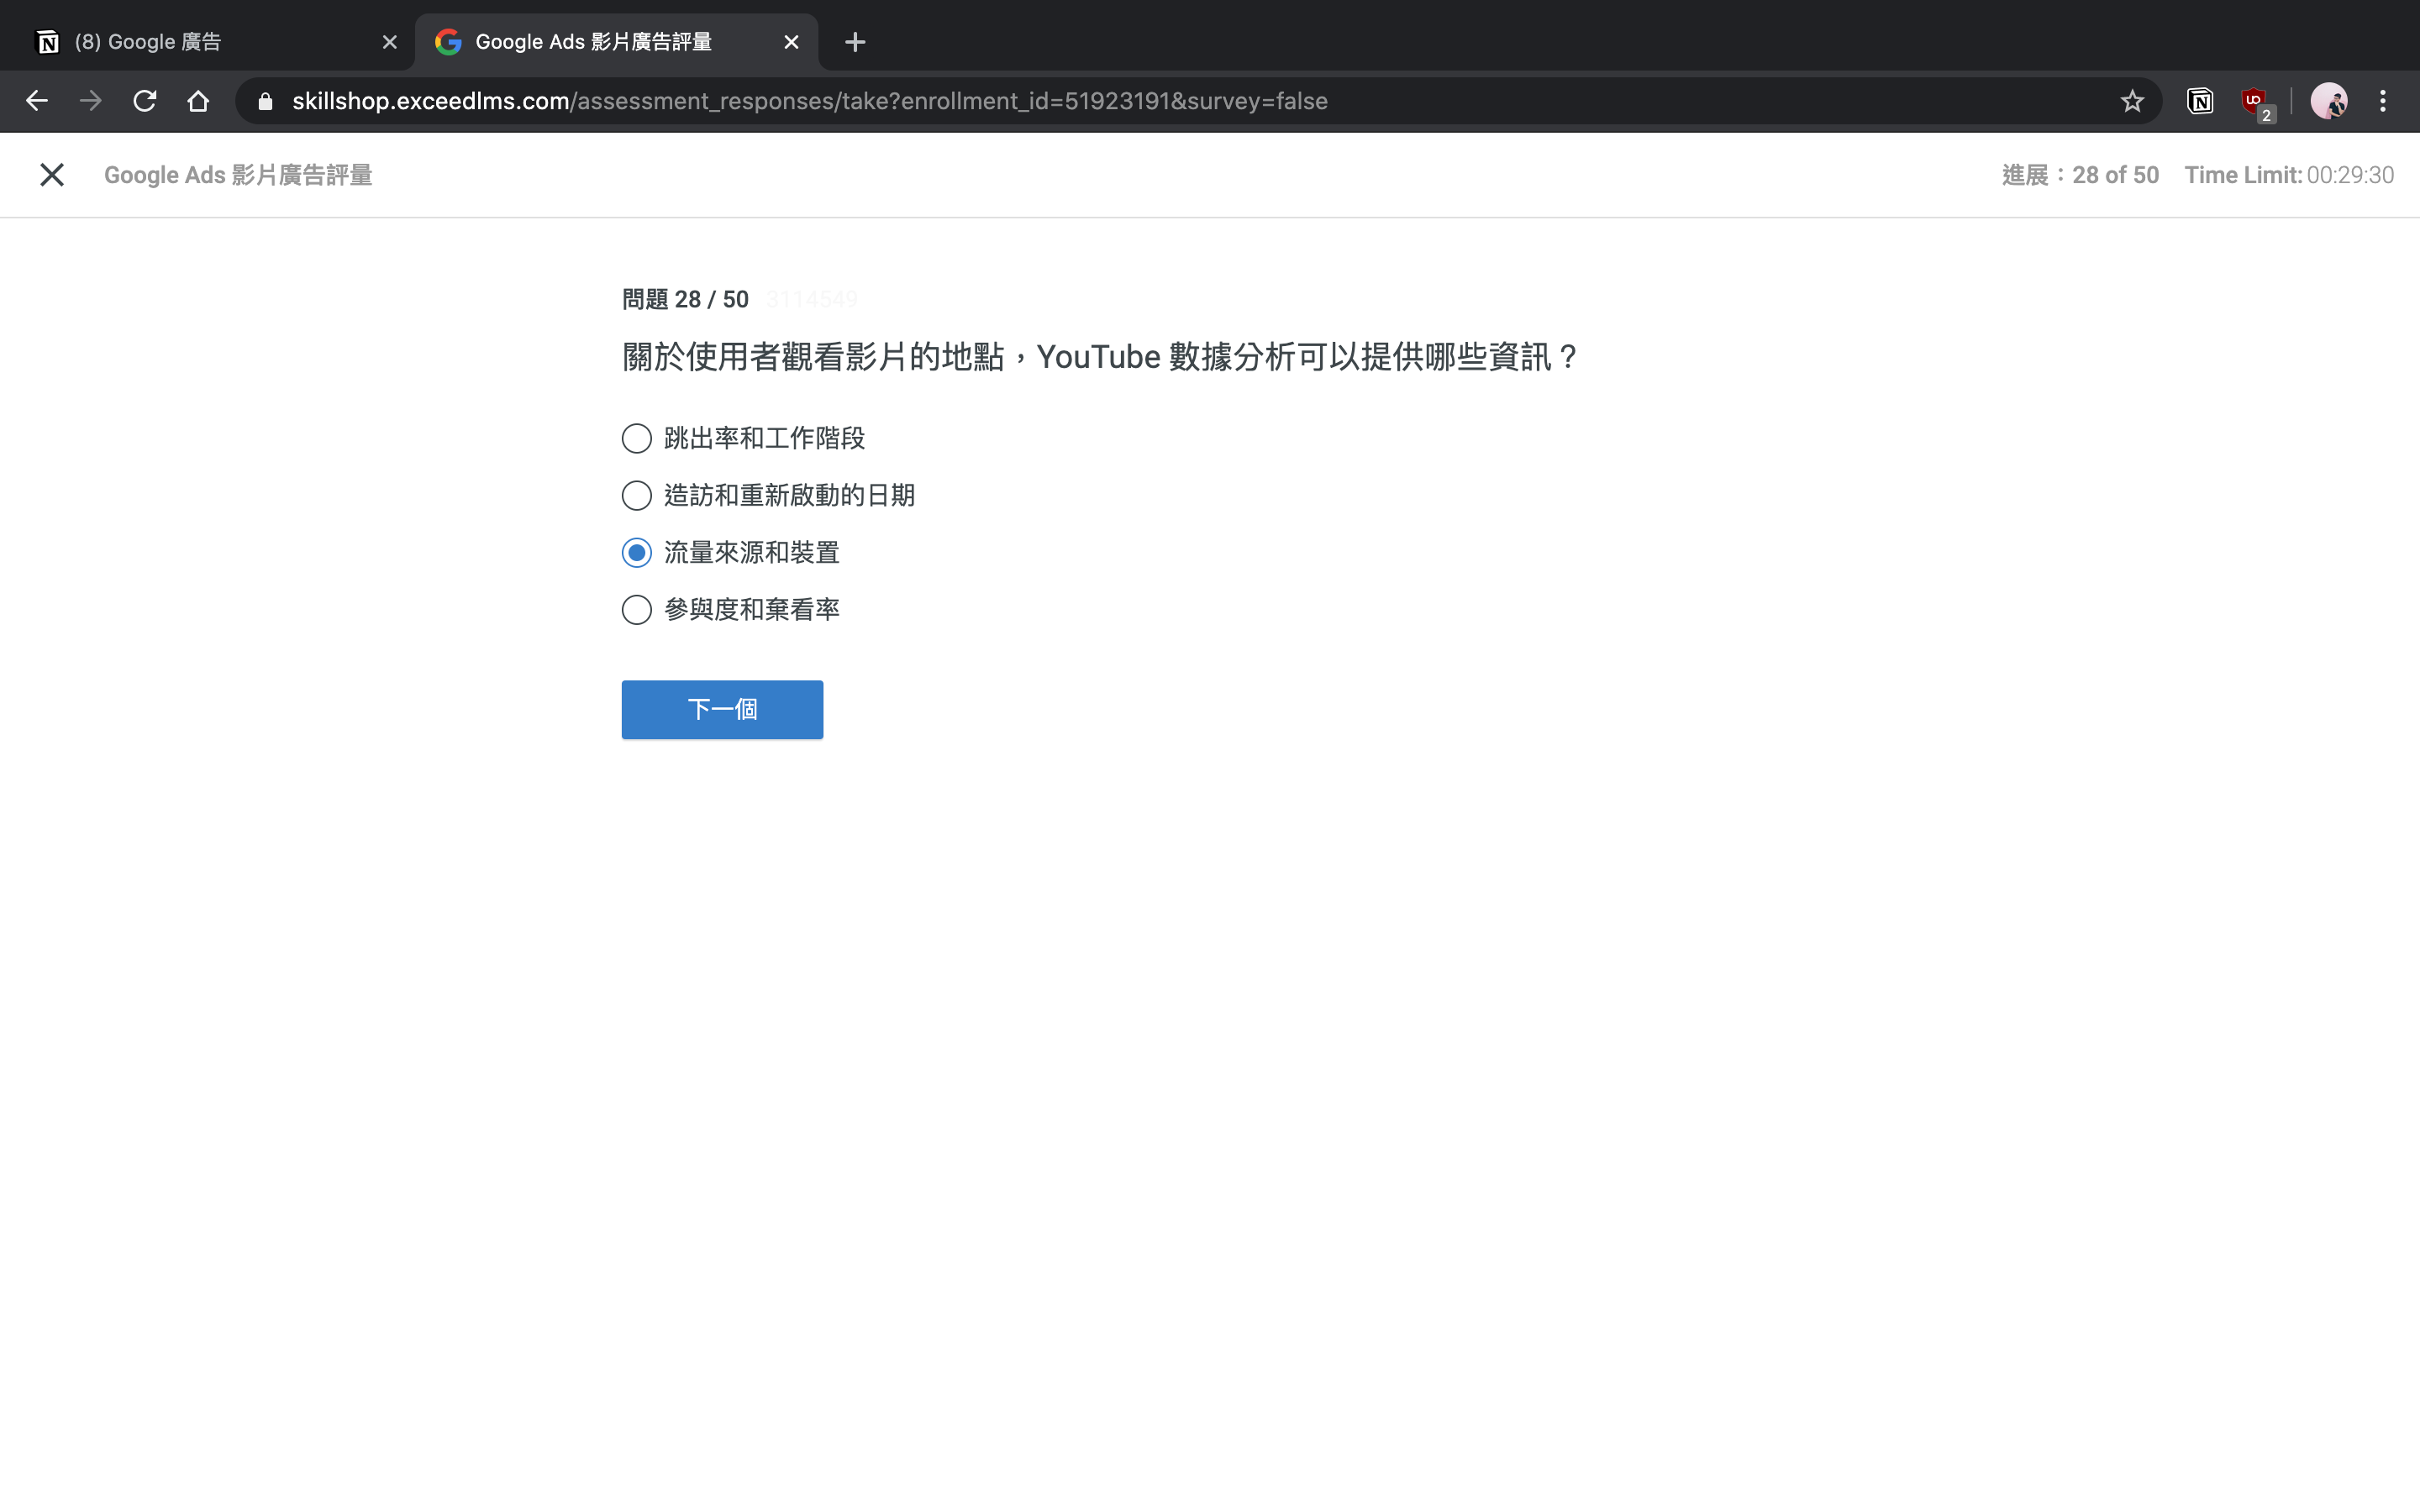 (8) Google 廣告
Google Ads 影片廣告評量
skillshop.exceedlms.com/assessment_responses/take?enrollment_id=51923191&survey=false
2
Google Ads 影片廣告評量
進展：28 of 50 Time Limit: 00:29:30
問題 28 / 50 3114549
關於使用者觀看影片的地點，YouTube 數據分析可以提供哪些資訊？
跳出率和工作階段
造訪和重新啟動的日期
流量來源和裝置
參與度和棄看率
下一個